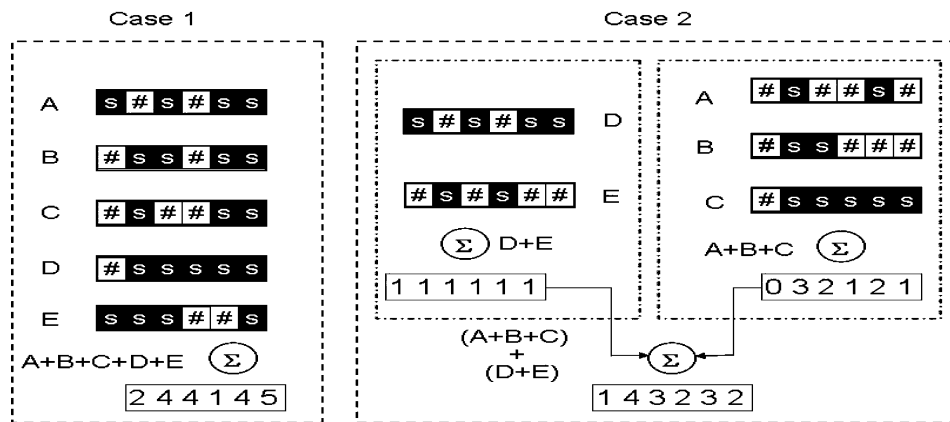 Case 1
A s # s # s s
B # s s # s s
C # s # # s s
D # s s s s s
E s s s # # s
A+B+C+D+E Σ
2 4 4 1 4 5
Case 2
s # s # s s D
# s # s # # E
Σ D+E
1 1 1 1 1 1
A # s # # s #
B # s s # # #
C # s s s s s
A+B+C Σ
0 3 2 1 2 1
(A+B+C)
+
(D+E)
Σ
1 4 3 2 3 2